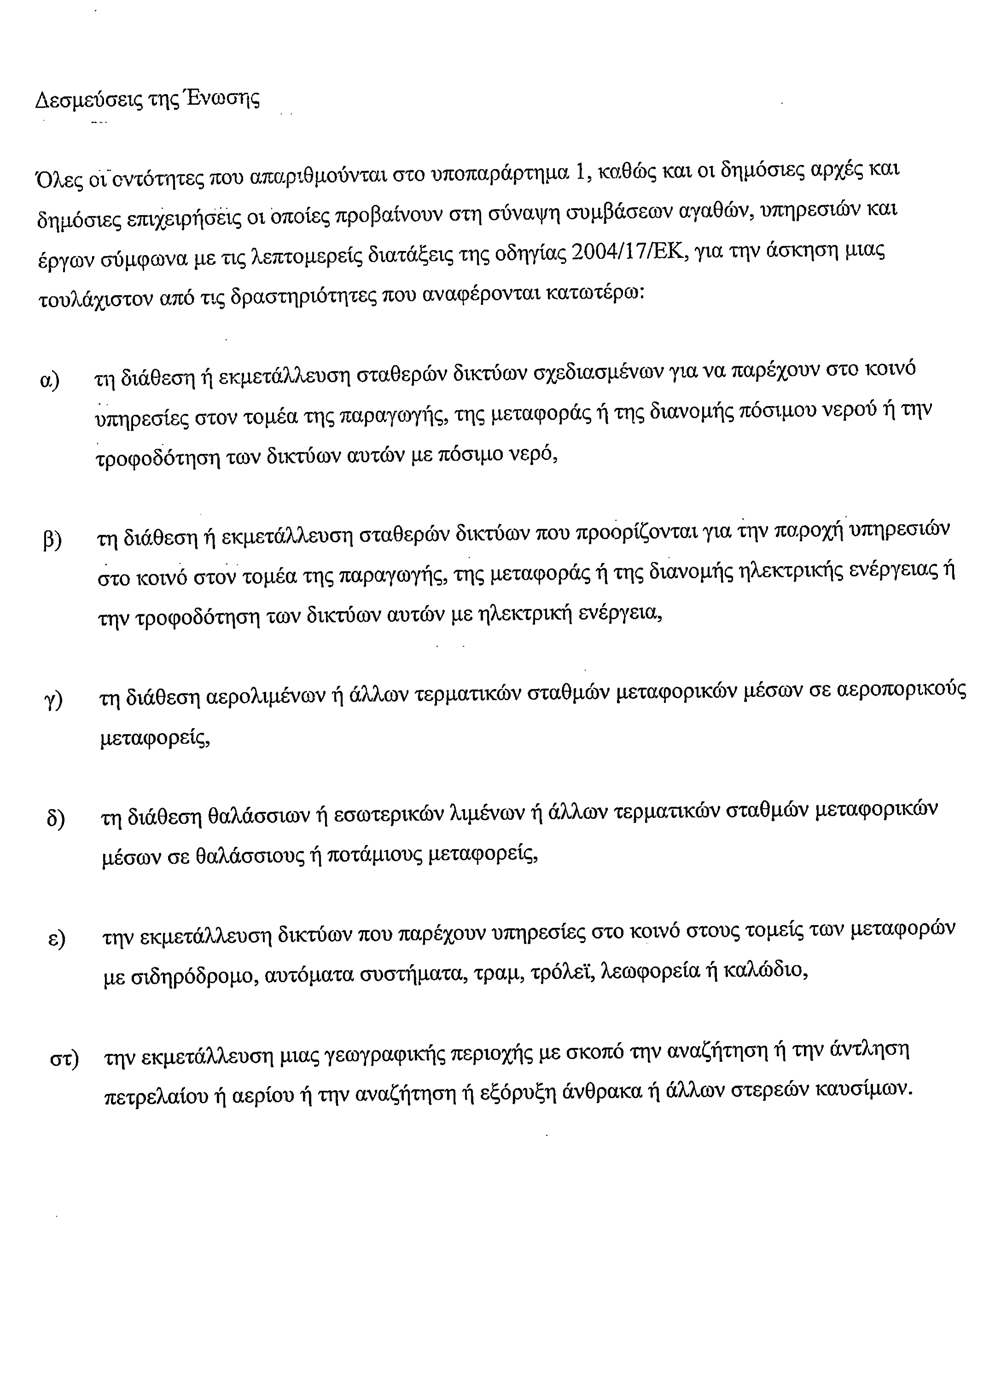 Δεσμεύσεις της Ένωσης
Όλες οι οντότητες που απαριθμούνται στο υποπαράρτημα 1, καθώς και οι δημόσιες αρχές και
δημόσιες επιχειρήσεις οι οποίες προβαίνουν στη σύναψη συμβάσεων αγαθών, υπηρεσιών και
έργων σύμφωνα με τις λεπτομερείς διατάξεις της οδηγίας 2004/17/ΕΚ, για την άσκηση μιας
τουλάχιστον από τις δραστηριότητες που αναφέρονται κατωτέρω:
α) τη διάθεση ή εκμετάλλευση σταθερών δικτύων σχεδιασμένων για να παρέχουν στο κοινό
υπηρεσίες στον τομέα της παραγωγής, της μεταφοράς ή της διανομής πόσιμου νερού ή την
τροφοδότηση των δικτύων αυτών με πόσιμο νερό,
β) τη διάθεση ή εκμετάλλευση σταθερών δικτύων που προορίζονται για την παροχή υπηρεσιών
στο κοινό στον τομέα της παραγωγής, της μεταφοράς ή της διανομής ηλεκτρικής ενέργειας ή
την τροφοδότηση των δικτύων αυτών με ηλεκτρική ενέργεια,
γ) τη διάθεση αερολιμένων ή άλλων τερματικών σταθμών μεταφορικών μέσων σε αεροπορικούς
μεταφορείς,
δ) τη διάθεση θαλάσσιων ή εσωτερικών λιμένων ή άλλων τερματικών σταθμών μεταφορικών
μέσων σε θαλάσσιους ή ποτάμιους μεταφορείς,
ε) την εκμετάλλευση δικτύων που παρέχουν υπηρεσίες στο κοινό στους τομείς των μεταφορών
με σιδηρόδρομο, αυτόματα συστήματα, τραμ, τρόλεϊ, λεωφορεία ή καλώδιο,
στ) την εκμετάλλευση μιας γεωγραφικής περιοχής με σκοπό την αναζήτηση ή την άντληση
πετρελαίου ή αερίου ή την αναζήτηση ή εξόρυξη άνθρακα ή άλλων στερεών καυσίμων.